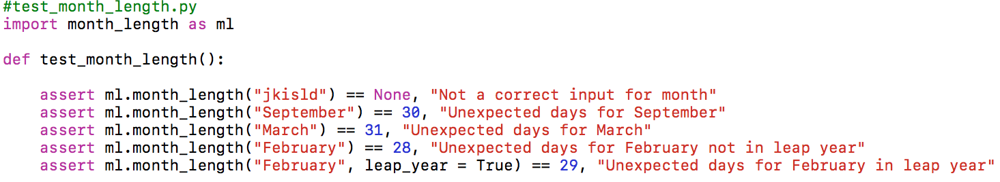 #test_month_length.py
import month_length as ml
def test_month_length():
assert ml.month_length("jkisld") == None, "Not a correct input for month"
assert ml.month_length("September") == 30, "Unexpected days for September"
assert ml.month_length("March") == 31, "Unexpected days for March"
assert ml.month_length("February") == 28, "Unexpected days for February not in leap year"
assert ml.month_length("February", leap_year = True) == 29, "Unexpected days for February in leap year"